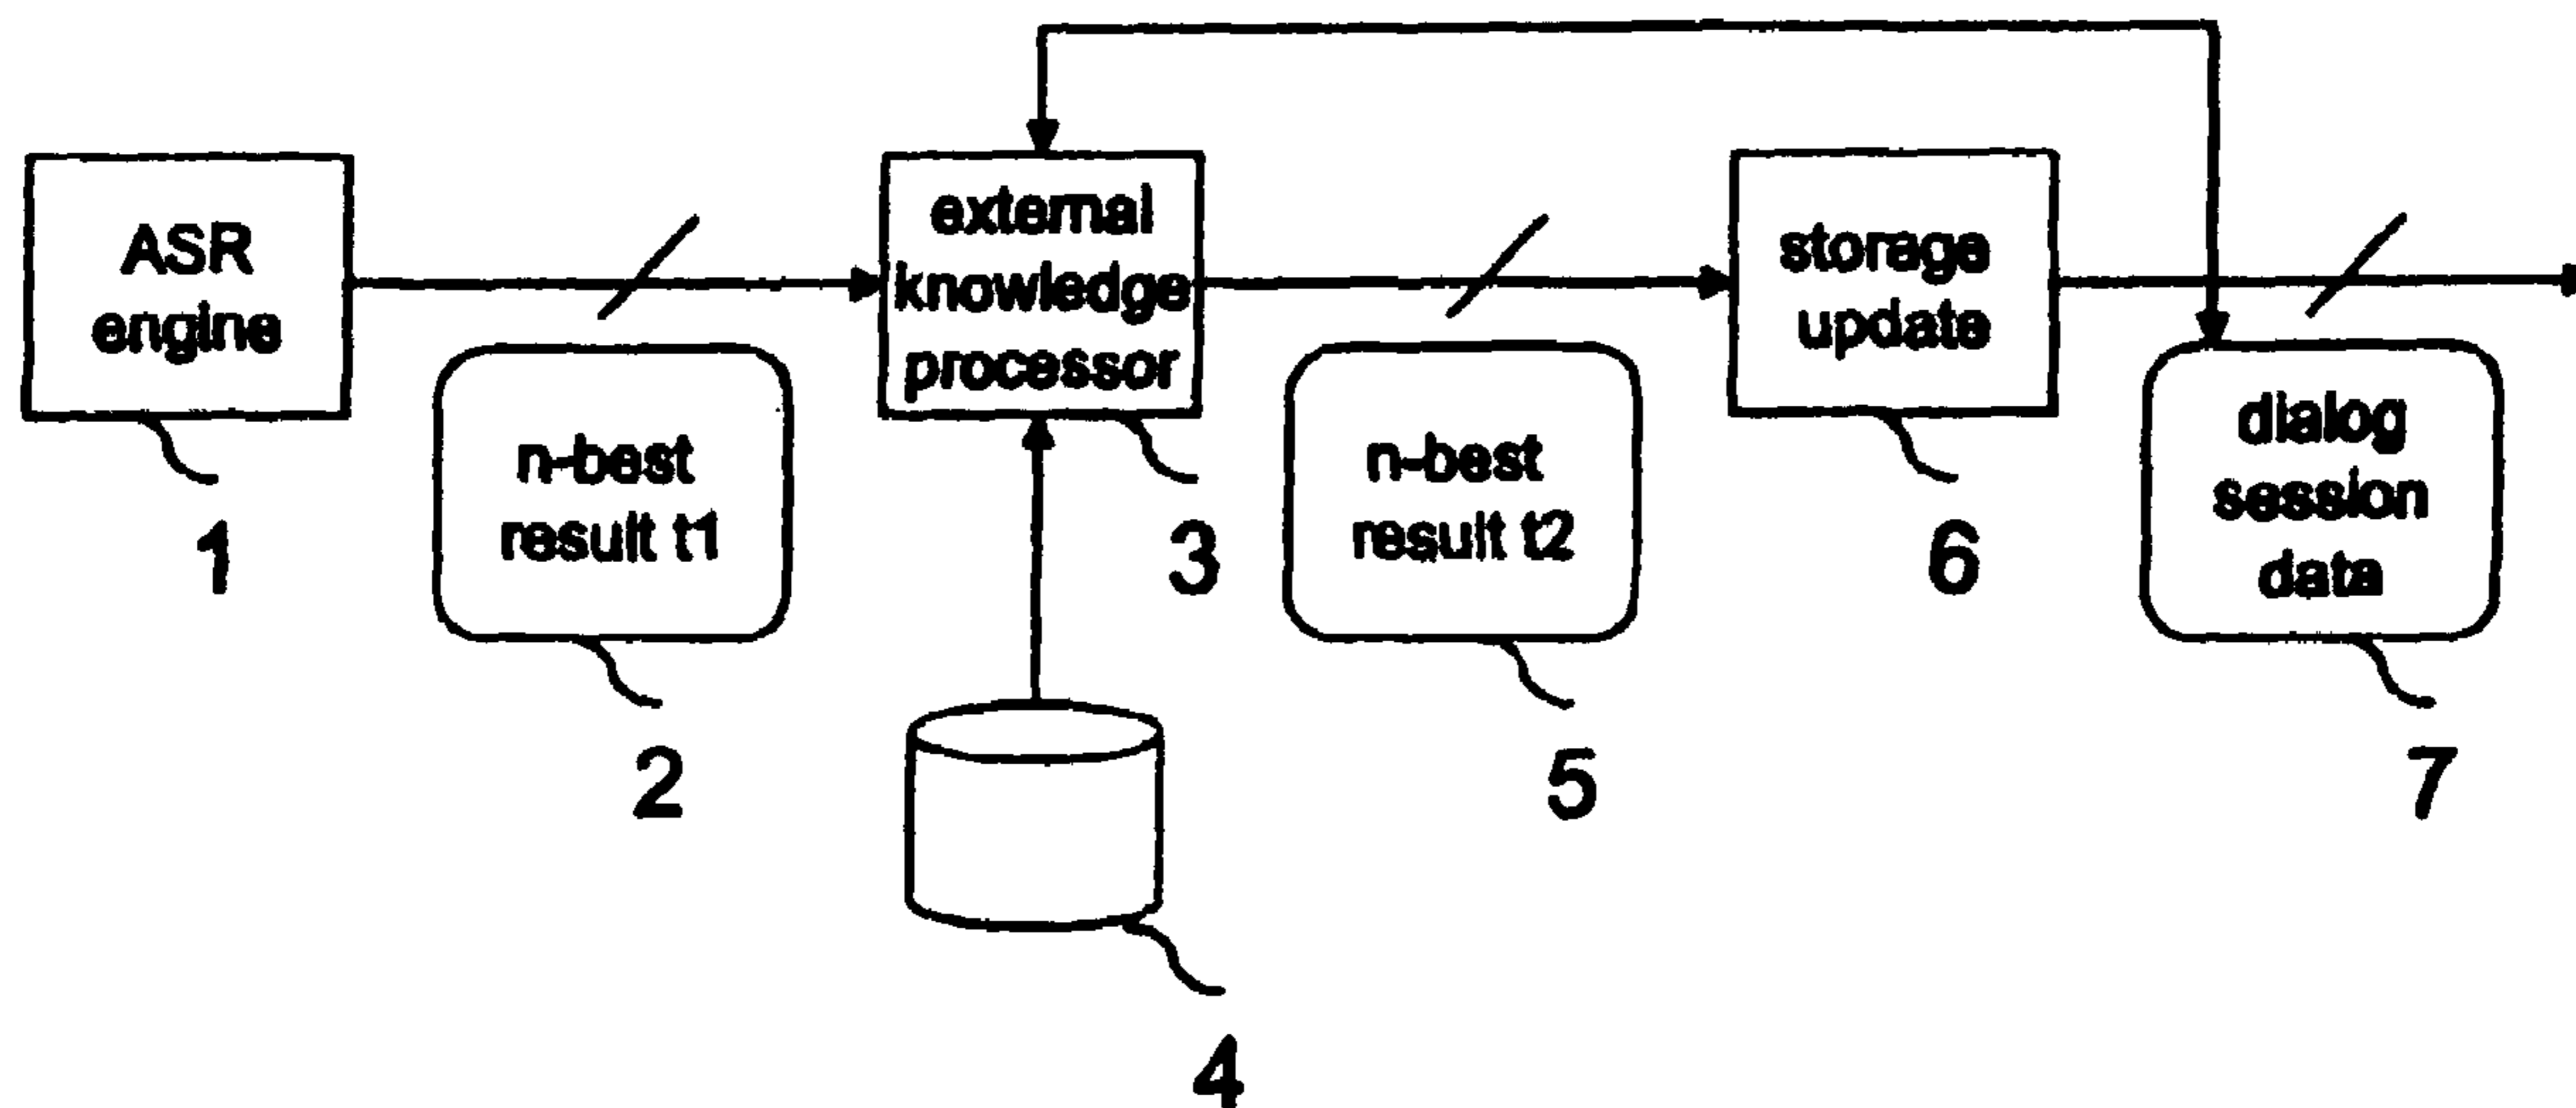 ASR
engine
1
n-best
result t1
2
external
knowledge
processor
3
4
n-best
result t2
5
storage
update
6
dialog
session
data
7